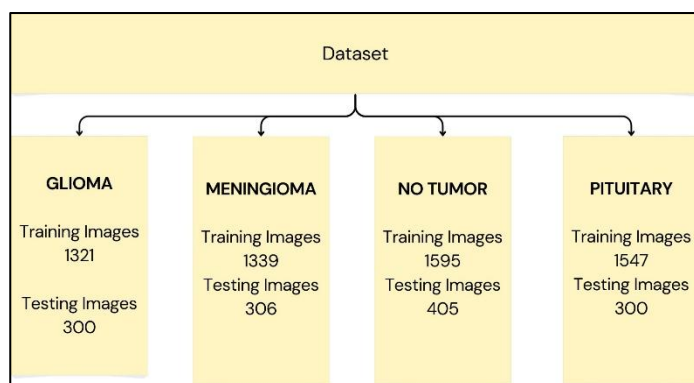 Dataset
GLIOMA
Training Images
1321
Testing Images
300
MENINGIOMA
Training Images
1339
Testing Images
306
NO TUMOR
Training Images
1595
Testing Images
405
PITUITARY
Training Images
1547
Testing Images
300